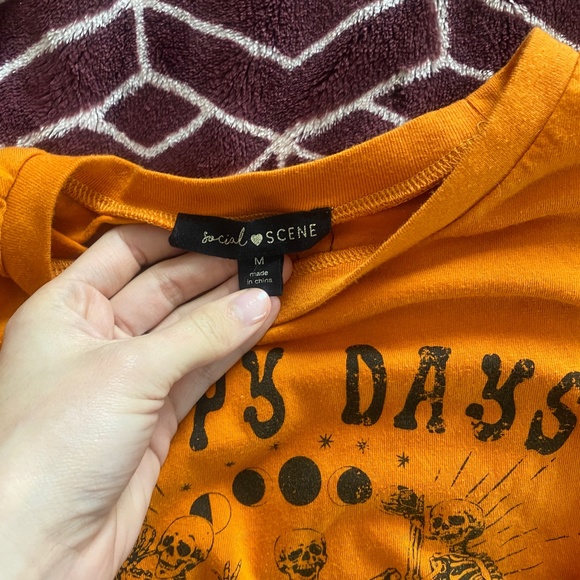 social SCENE
M
made
in china
PY DAYS